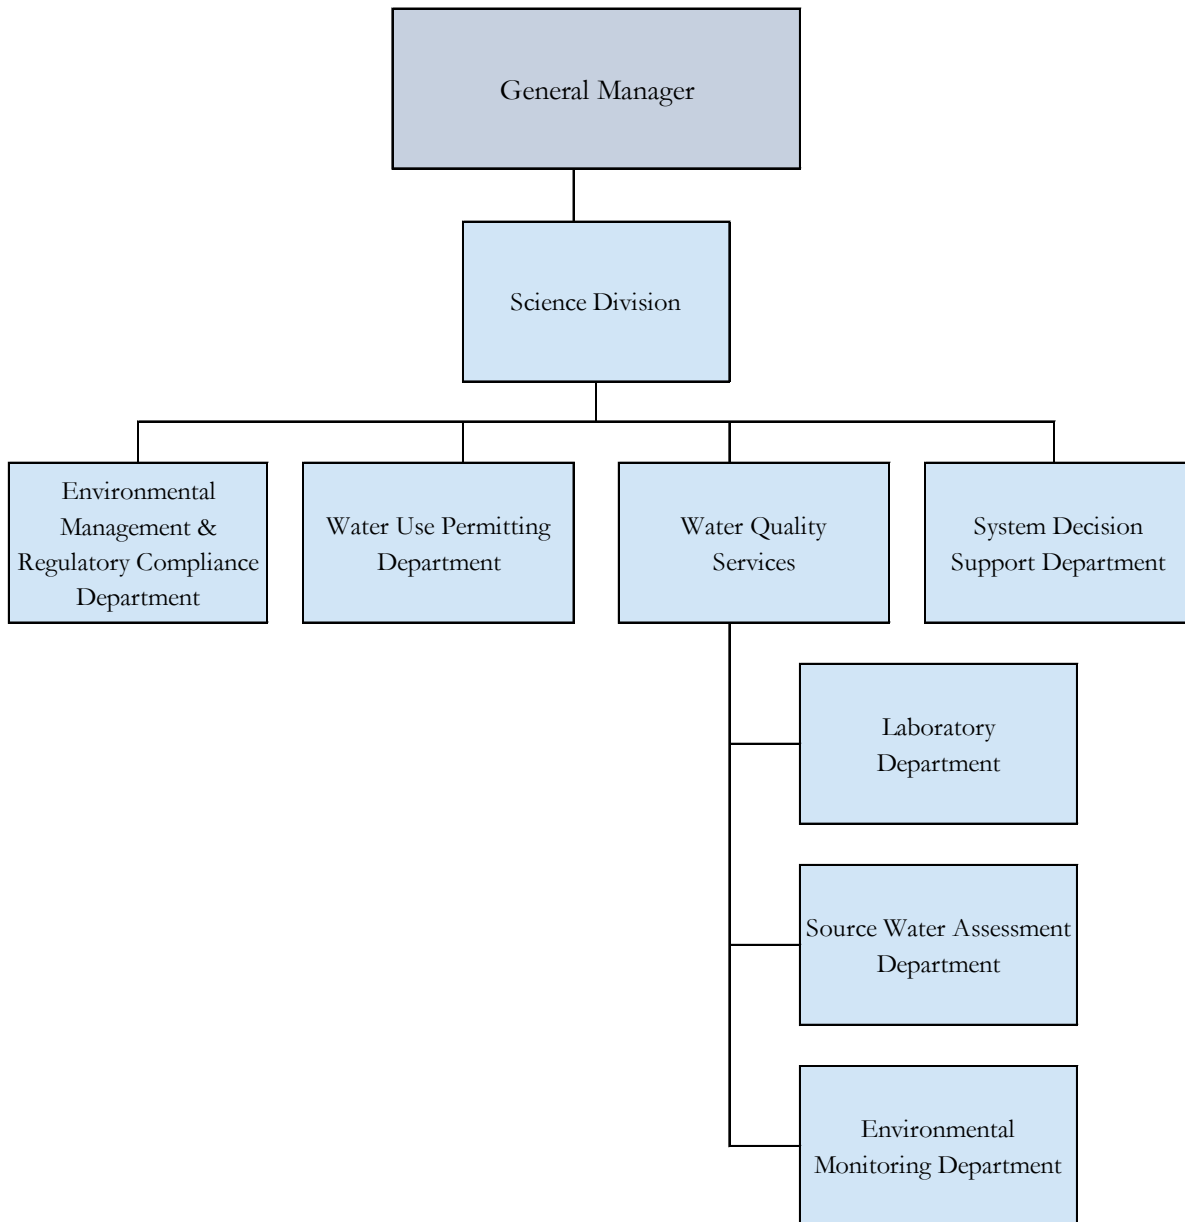 General Manager
Science Division
Environmental
Management &
Regulatory Compliance
Department
Water Use Permitting
Department
Water Quality
Services
System Decision
Support Department
Laboratory
Department
Source Water Assessment
Department
Environmental
Monitoring Department